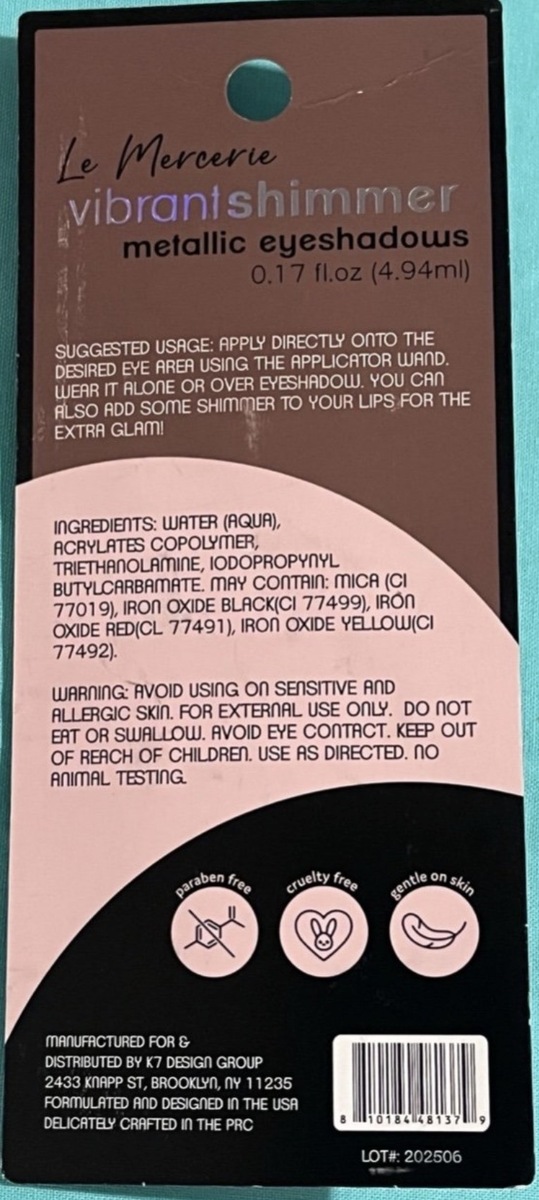 Le Mercerie
vibrantshimmer
metallic eyeshadows
0.17 fl.oz (4.94ml)
SUGGESTED USAGE: APPLY DIRECTLY ONTO THE
DESIRED EYE AREA USING THE APPLICATOR WAND.
WEAR IT ALONE OR OVER EYESHADOW. YOU CAN
ALSO ADD SOME SHIMMER TO YOUR LIPS FOR THE
EXTRA GLAM!
INGREDIENTS: WATER (AQUA),
ACRYLATES COPOLYMER,
TRIETHANOLAMINE, IODOPROPYNYL
BUTYLCARBAMATE. MAY CONTAIN: MICA (CI
77019), IRON OXIDE BLACK(CI 77499), IRON
OXIDE RED(CL 77491), IRON OXIDE YELLOW(CI
77492).
WARNING: AVOID USING ON SENSITIVE AND
ALLERGIC SKIN. FOR EXTERNAL USE ONLY. DO NOT
EAT OR SWALLOW. AVOID EYE CONTACT. KEEP OUT
OF REACH OF CHILDREN. USE AS DIRECTED. NO
ANIMAL TESTING.
paraben free
cruelty free
gentle on skin
MANUFACTURED FOR &
DISTRIBUTED BY K7 DESIGN GROUP
2433 KNAPP ST, BROOKLYN, NY 11235
FORMULATED AND DESIGNED IN THE USA
DELICATELY CRAFTED IN THE PRC
8 10184 48137 9
LOT#: 202506